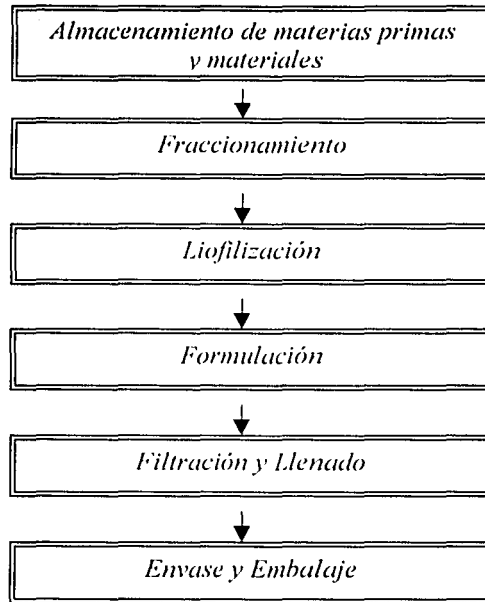 Almacenamiento de materias primas
y materiales
Fraccionamiento
Liofilización
Formulación
Filtración y Llenado
Envase y Embalaje